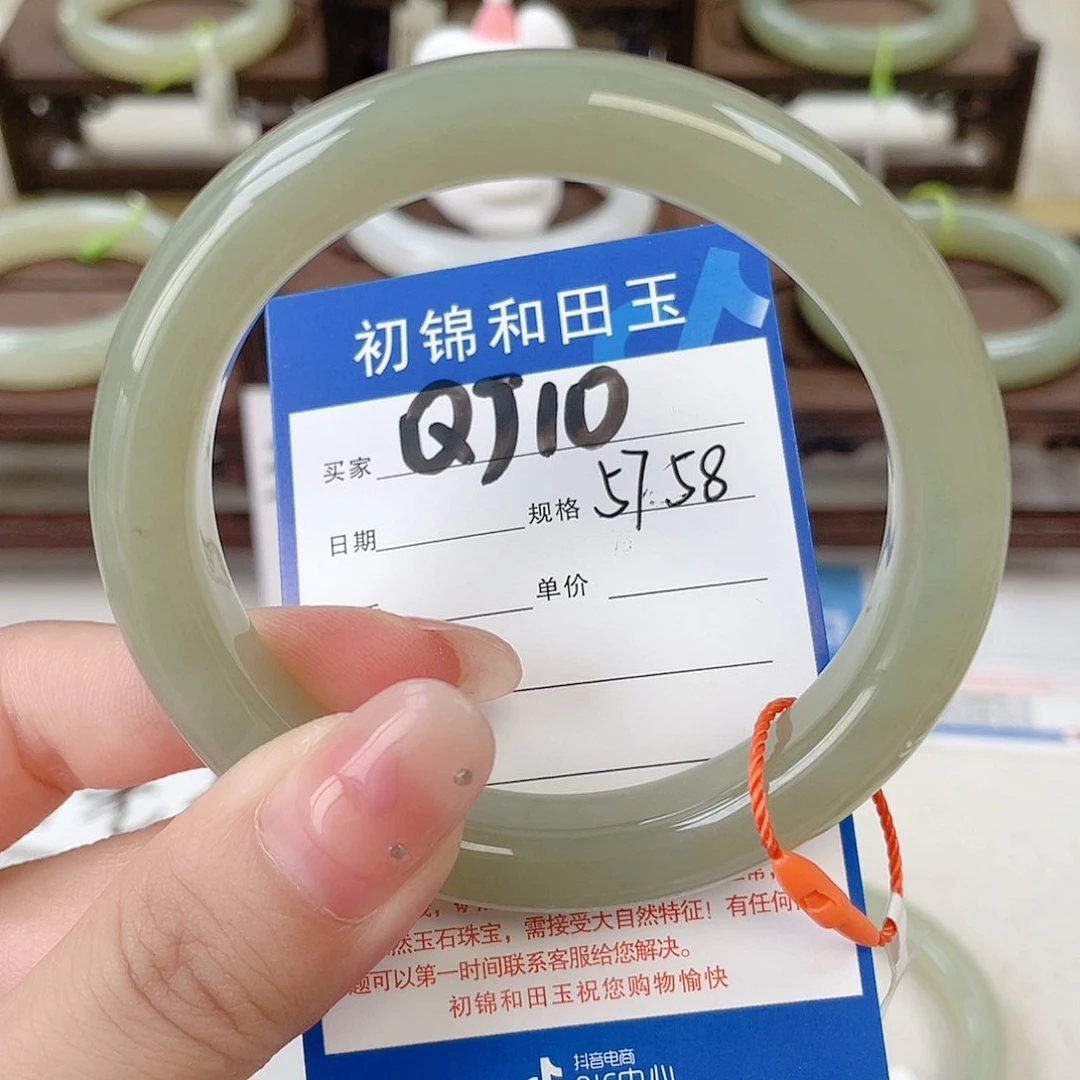 初锦和田玉
买家 QJ10
日期 规格 57.58
单价
然玉石珠宝，需接受大自然特征！有任何
题可以第一时间联系客服给您解决。
初锦和田玉祝您购物愉快
抖音电商